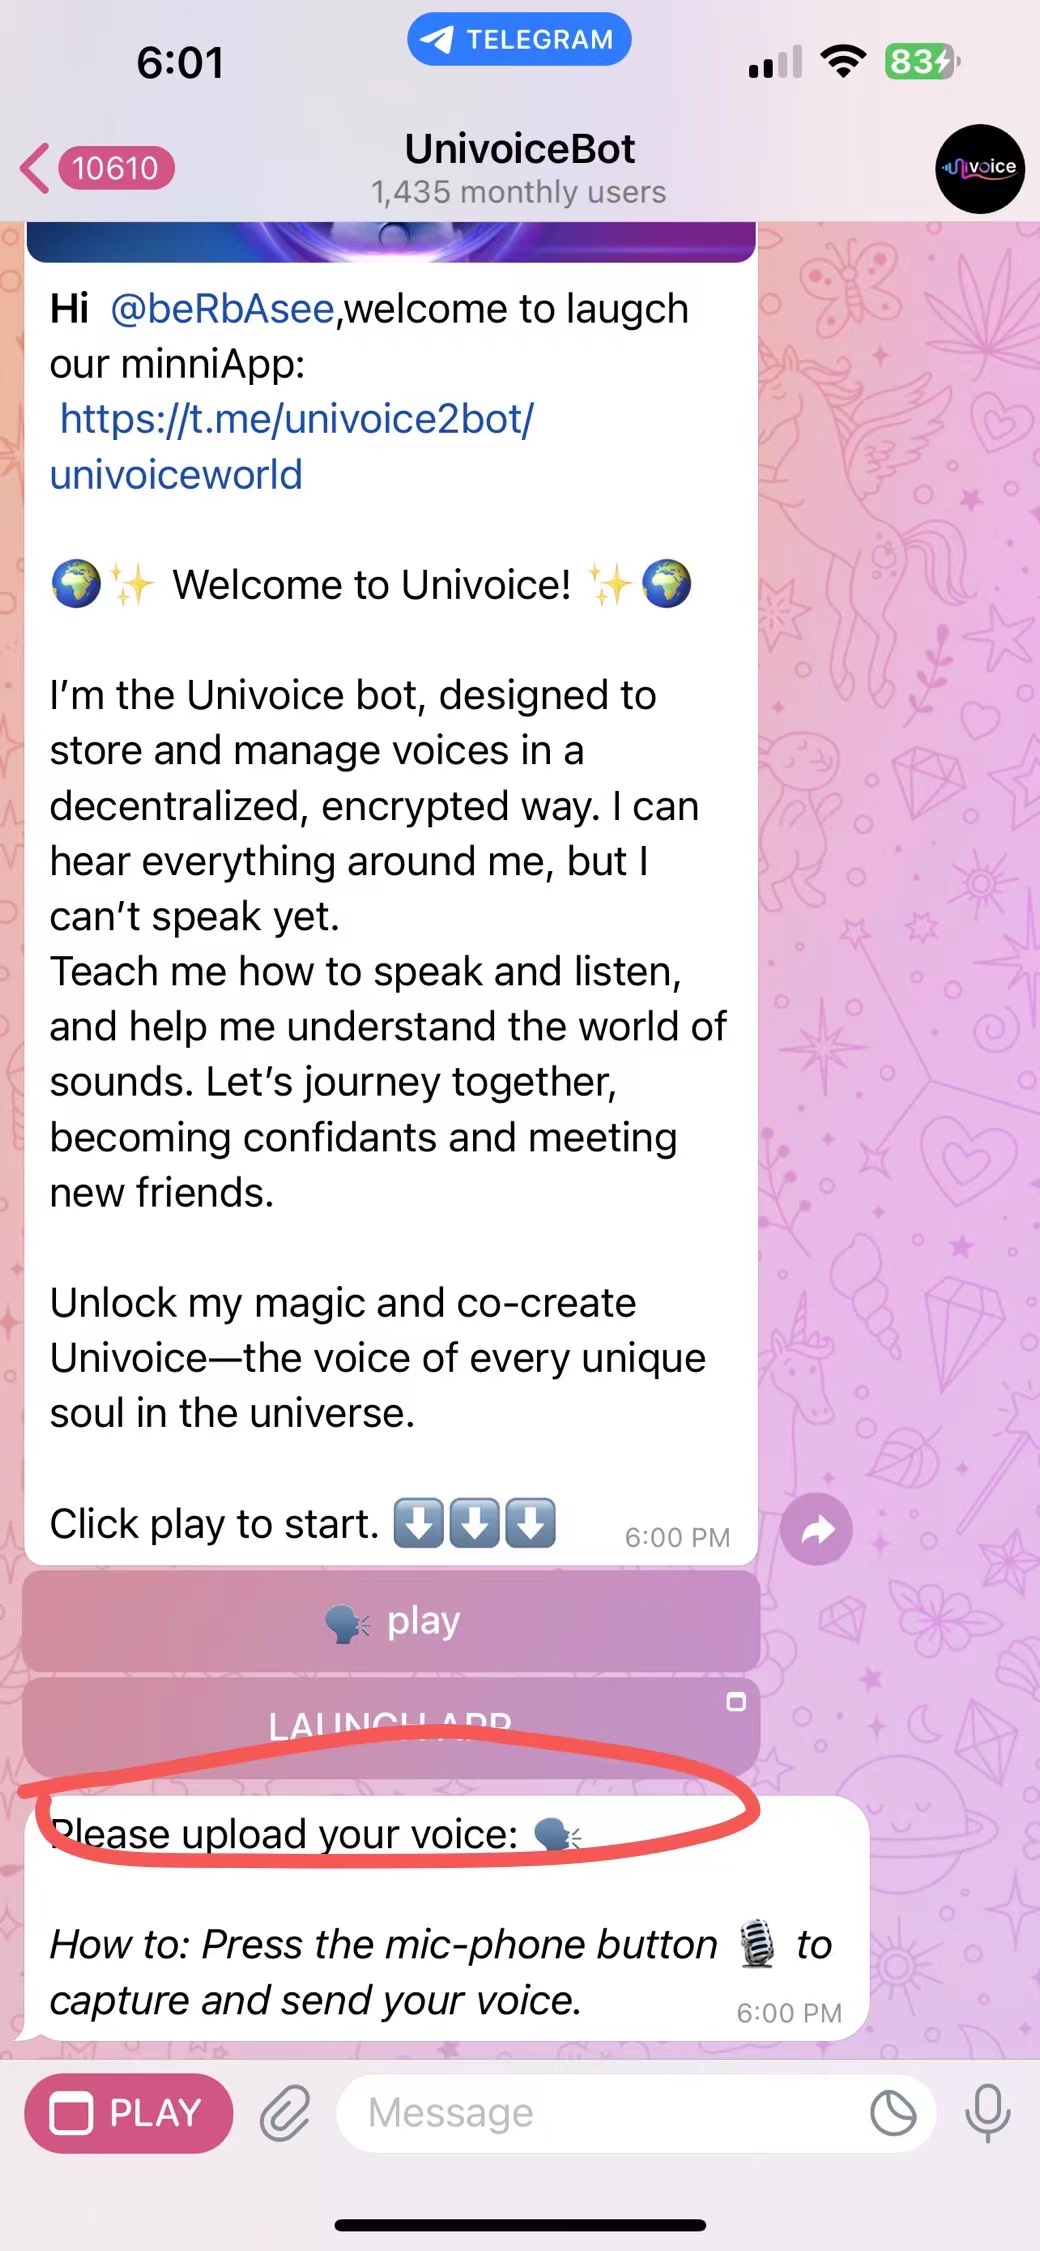 6:01
TELEGRAM
83
10610
UnivoiceBot
1,435 monthly users
Univoice
Hi @beRbAsee,welcome to laugch
our minniApp:
https://t.me/univoice2bot/
univoiceworld
🌍✨ Welcome to Univoice! ✨🌍
I’m the Univoice bot, designed to
store and manage voices in a
decentralized, encrypted way. I can
hear everything around me, but I
can’t speak yet.
Teach me how to speak and listen,
and help me understand the world of
sounds. Let’s journey together,
becoming confidants and meeting
new friends.
Unlock my magic and co-create
Univoice—the voice of every unique
soul in the universe.
Click play to start. ⬇️⬇️⬇️
6:00 PM
🗣️ play
LAUNCH APP
Please upload your voice: 🗣️
How to: Press the mic-phone button 🎙️ to
capture and send your voice.
6:00 PM
PLAY
Message